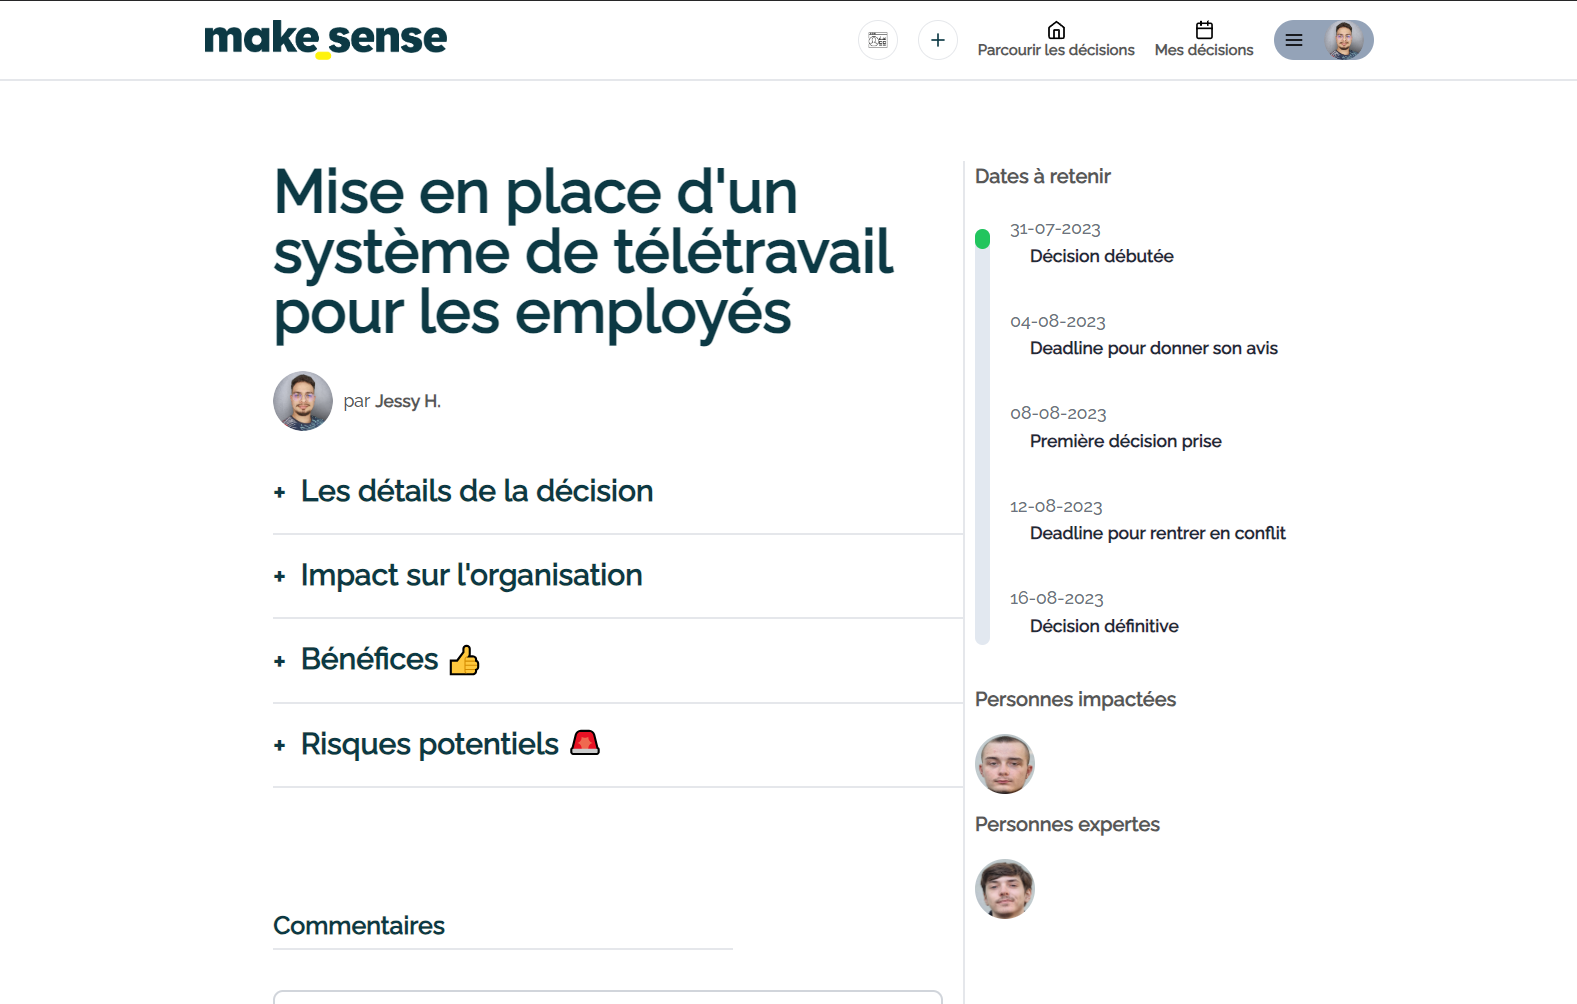 make_sense
Parcourir les décisions
Mes décisions
Mise en place d'un
système de télétravail
pour les employés
par Jessy H.
+ Les détails de la décision
+ Impact sur l'organisation
+ Bénéfices 👍
+ Risques potentiels 🚨
Commentaires
Dates à retenir
31-07-2023
Décision débutée
04-08-2023
Deadline pour donner son avis
08-08-2023
Première décision prise
12-08-2023
Deadline pour rentrer en conflit
16-08-2023
Décision définitive
Personnes impactées
Personnes expertes